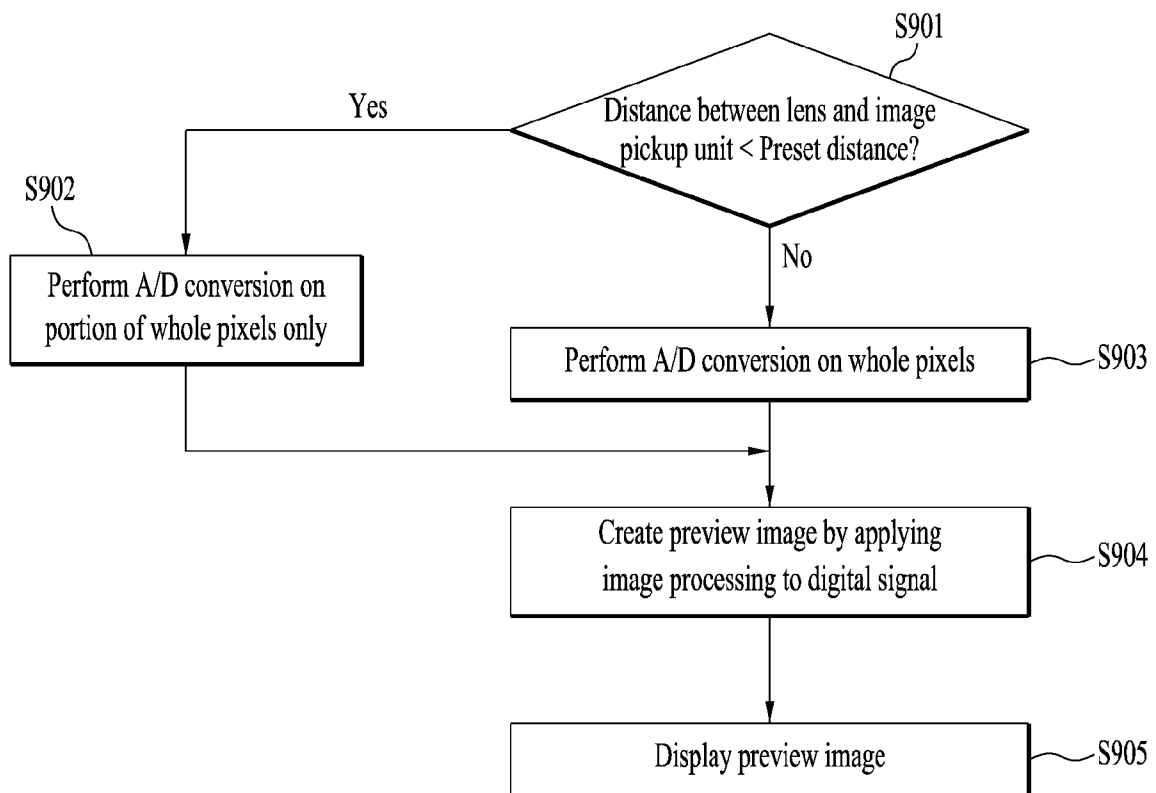 S901
Distance between lens and image
pickup unit < Preset distance?
Yes
No
S902
Perform A/D conversion on
portion of whole pixels only
Perform A/D conversion on whole pixels
S903
Create preview image by applying
image processing to digital signal
S904
Display preview image
S905